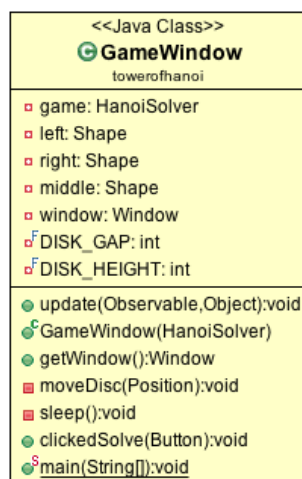 <<Java Class>>
GameWindow
towerofhanoi
game: HanoiSolver
left: Shape
right: Shape
middle: Shape
window: Window
DISK_GAP: int
DISK_HEIGHT: int
update(Observable,Object):void
GameWindow(HanoiSolver)
getWindow():Window
moveDisc(Position):void
sleep():void
clickedSolve(Button):void
main(String[]):void